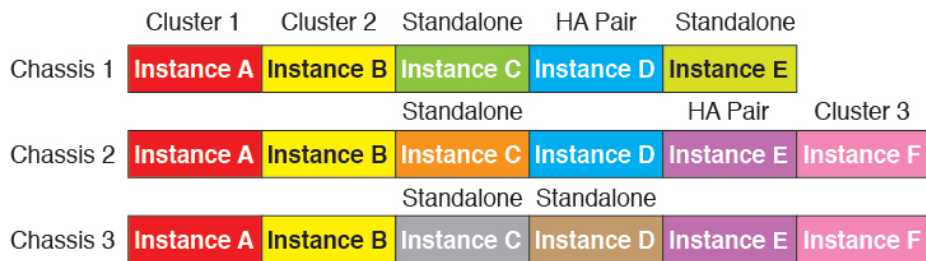 Cluster 1 Cluster 2 Standalone HA Pair Standalone
Chassis 1 Instance A Instance B Instance C Instance D Instance E
Standalone HA Pair Cluster 3
Chassis 2 Instance A Instance B Instance C Instance D Instance E Instance F
Standalone Standalone
Chassis 3 Instance A Instance B Instance C Instance D Instance E Instance F